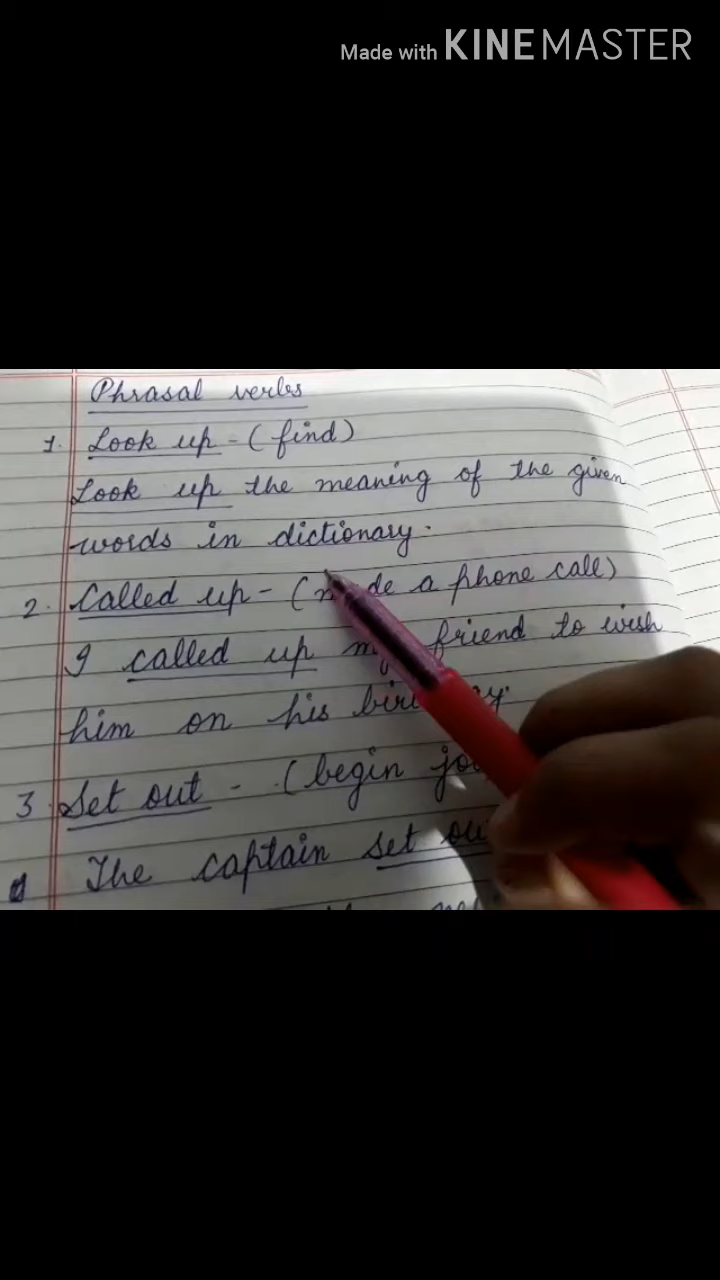 Made with KINEMASTER
Phrasal verbs
1. Look up - (find)
Look up the meaning of the given
words in dictionary.
2. Called up - ( a phone call)
I called up friend to wish
him on his
3. Set out - (begin
The captain set